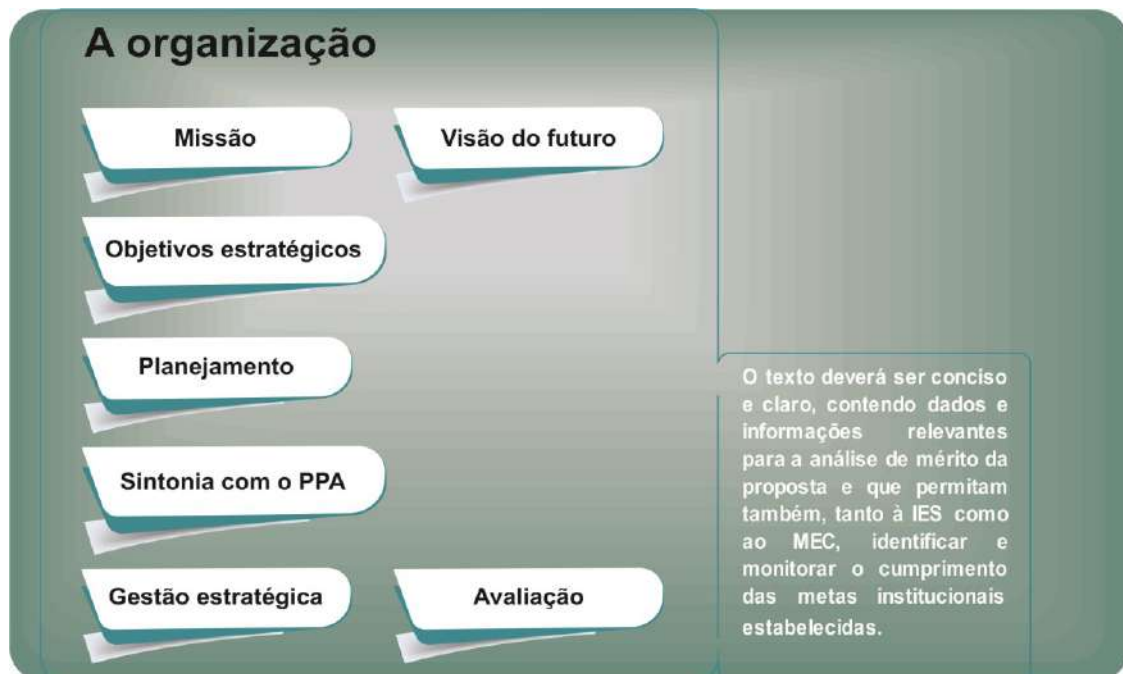 A organização
Missão
Visão do futuro
Objetivos estratégicos
Planejamento
Sintonia com o PPA
Gestão estratégica
Avaliação
O texto deverá ser conciso
e claro, contendo dados e
informações relevantes
para a análise de mérito da
proposta e que permitam
também, tanto à IES como
ao MEC, identificar e
monitorar o cumprimento
das metas institucionais
estabelecidas.